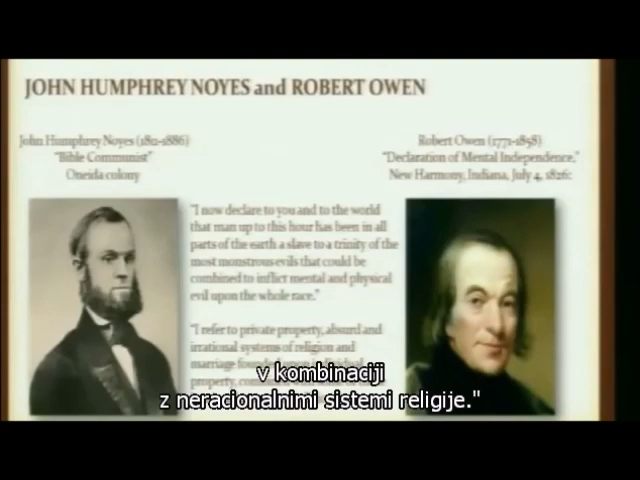 JOHN HUMPHREY NOYES and ROBERT OWEN
John Humphrey Noyes (1811-1886)
"Bible Communist"
Oneida colony
Robert Owen (1771-1858)
"Declaration of Mental Independence,"
New Harmony, Indiana, July 4, 1826:
"I now declare to you and to the world
that man up to this hour has been in all
parts of the earth a slave to a trinity of the
most monstrous evils that could be
combined to inflict mental and physical
evil upon the whole race."
"I refer to private property, absurd and
irrational systems of religion and
marriage
property,
v kombinaciji
z neracionalnimi sistemi religije."